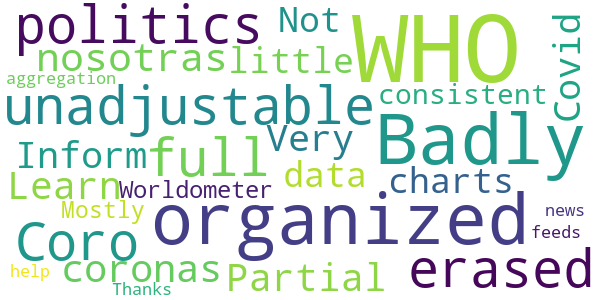 politics Not WHO Covid
nosotras little
aggregation
unadjustable consistent
Badly
Inform full Very
Learn Worldometer data charts
Mostly organized news
Coro feeds
coronas Partial erased
help Thanks